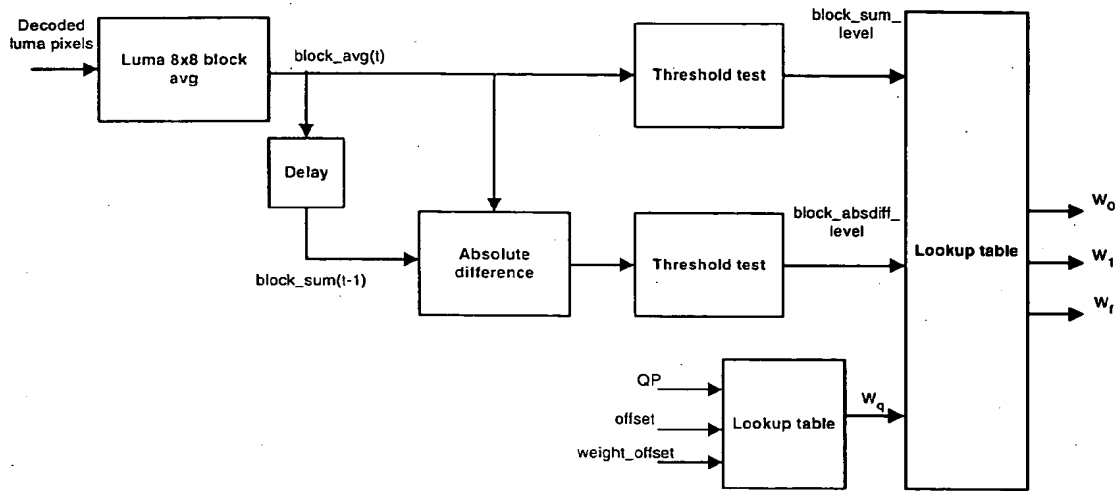 Decoded
luma pixels
Luma 8x8 block
avg
block_avg(t)
Threshold test
block_sum_
level
Delay
block_sum(t-1)
Absolute
difference
Threshold test
block_absdiff_
level
Lookup table
Wo
W1
Wf
QP
offset
weight_offset
Lookup table
Wq